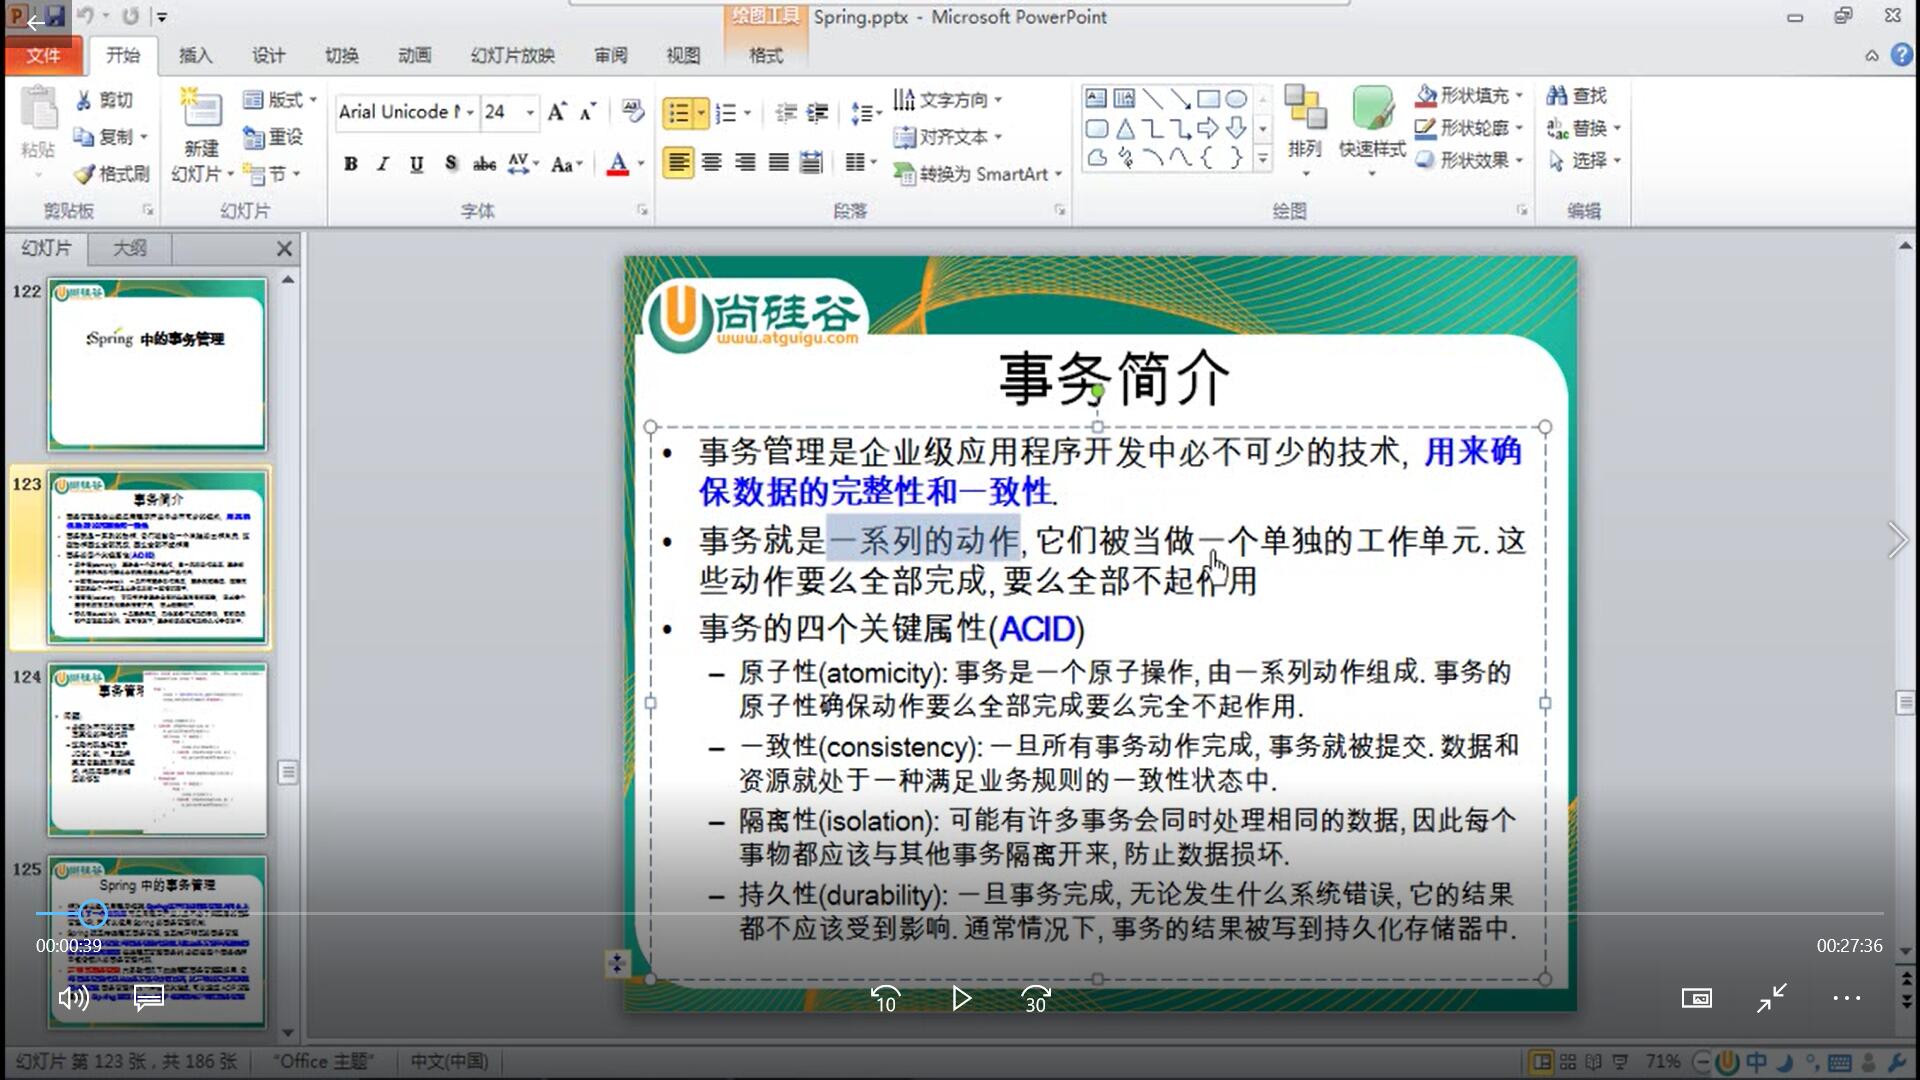 Spring.pptx - Microsoft PowerPoint
绘图工具
文件 开始 插入 设计 切换 动画 幻灯片放映 审阅 视图 格式
粘贴
剪切
复制
格式刷
剪贴板
新建
幻灯片
版式
重设
节
幻灯片
Arial Unicode 24
字体
文字方向
对齐文本
转换为 SmartArt
段落
排列
快速样式
形状填充
形状轮廓
形状效果
绘图
查找
替换
选择
编辑
幻灯片 大纲
122
Spring 中的事务管理
123
事务简介
124
125
Spring 中的事务管理
尚硅谷
www.atguigu.com
事务简介
• 事务管理是企业级应用程序开发中必不可少的技术, 用来确
保数据的完整性和一致性.
• 事务就是一系列的动作, 它们被当做一个单独的工作单元. 这
些动作要么全部完成, 要么全部不起作用
• 事务的四个关键属性(ACID)
– 原子性(atomicity): 事务是一个原子操作, 由一系列动作组成. 事务的
原子性确保动作要么全部完成要么完全不起作用.
– 一致性(consistency): 一旦所有事务动作完成, 事务就被提交. 数据和
资源就处于一种满足业务规则的一致性状态中.
– 隔离性(isolation): 可能有许多事务会同时处理相同的数据, 因此每个
事物都应该与其他事务隔离开来, 防止数据损坏.
– 持久性(durability): 一旦事务完成, 无论发生什么系统错误, 它的结果
都不应该受到影响. 通常情况下, 事务的结果被写到持久化存储器中.
00:00:39
00:27:36
10
30
幻灯片 第 123 张，共 186 张 "Office 主题" 中文(中国)
71%
中